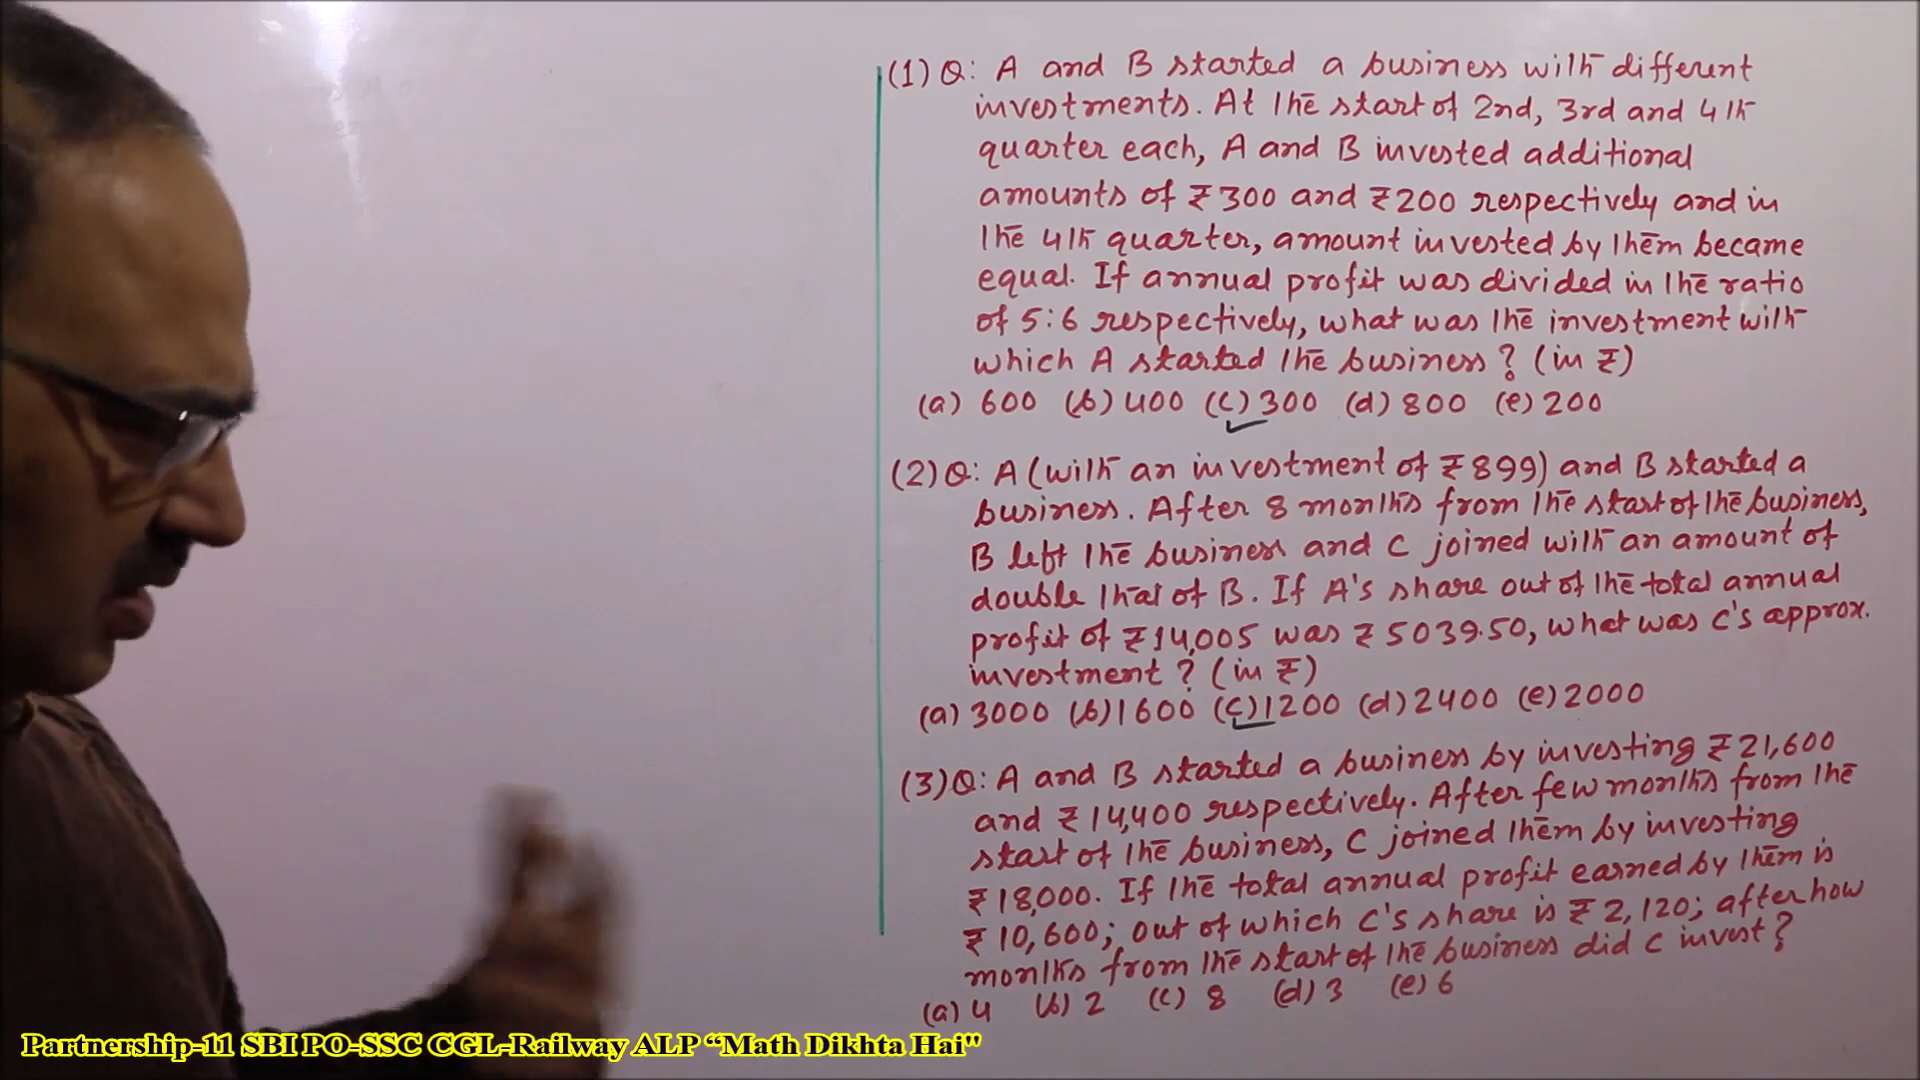 (1) Q: A and B started a business with different
investments. At the start of 2nd, 3rd and 4th
quarter each, A and B invested additional
amounts of ₹300 and ₹200 respectively and in
the 4th quarter, amount invested by them became
equal. If annual profit was divided in the ratio
of 5:6 respectively, what was the investment with
which A started the business? (in ₹)
(a) 600 (b) 400 (c) 300 (d) 800 (e) 200
(2) Q: A (with an investment of ₹899) and B started a
business. After 8 months from the start of the business,
B left the business and C joined with an amount of
double that of B. If A's share out of the total annual
profit of ₹14,005 was ₹5039.50, what was C's approx.
investment? (in ₹)
(a) 3000 (b) 1600 (c) 1200 (d) 2400 (e) 2000
(3) Q: A and B started a business by investing ₹21,600
and ₹14,400 respectively. After few months from the
start of the business, C joined them by investing
₹18,000. If the total annual profit earned by them is
₹10,600; out of which C's share is ₹2,120; after how
months from the start of the business did C invest?
(a) 4 (b) 2 (c) 8 (d) 3 (e) 6
Partnership-11 SBI PO-SSC CGL-Railway ALP “Math Dikhta Hai"